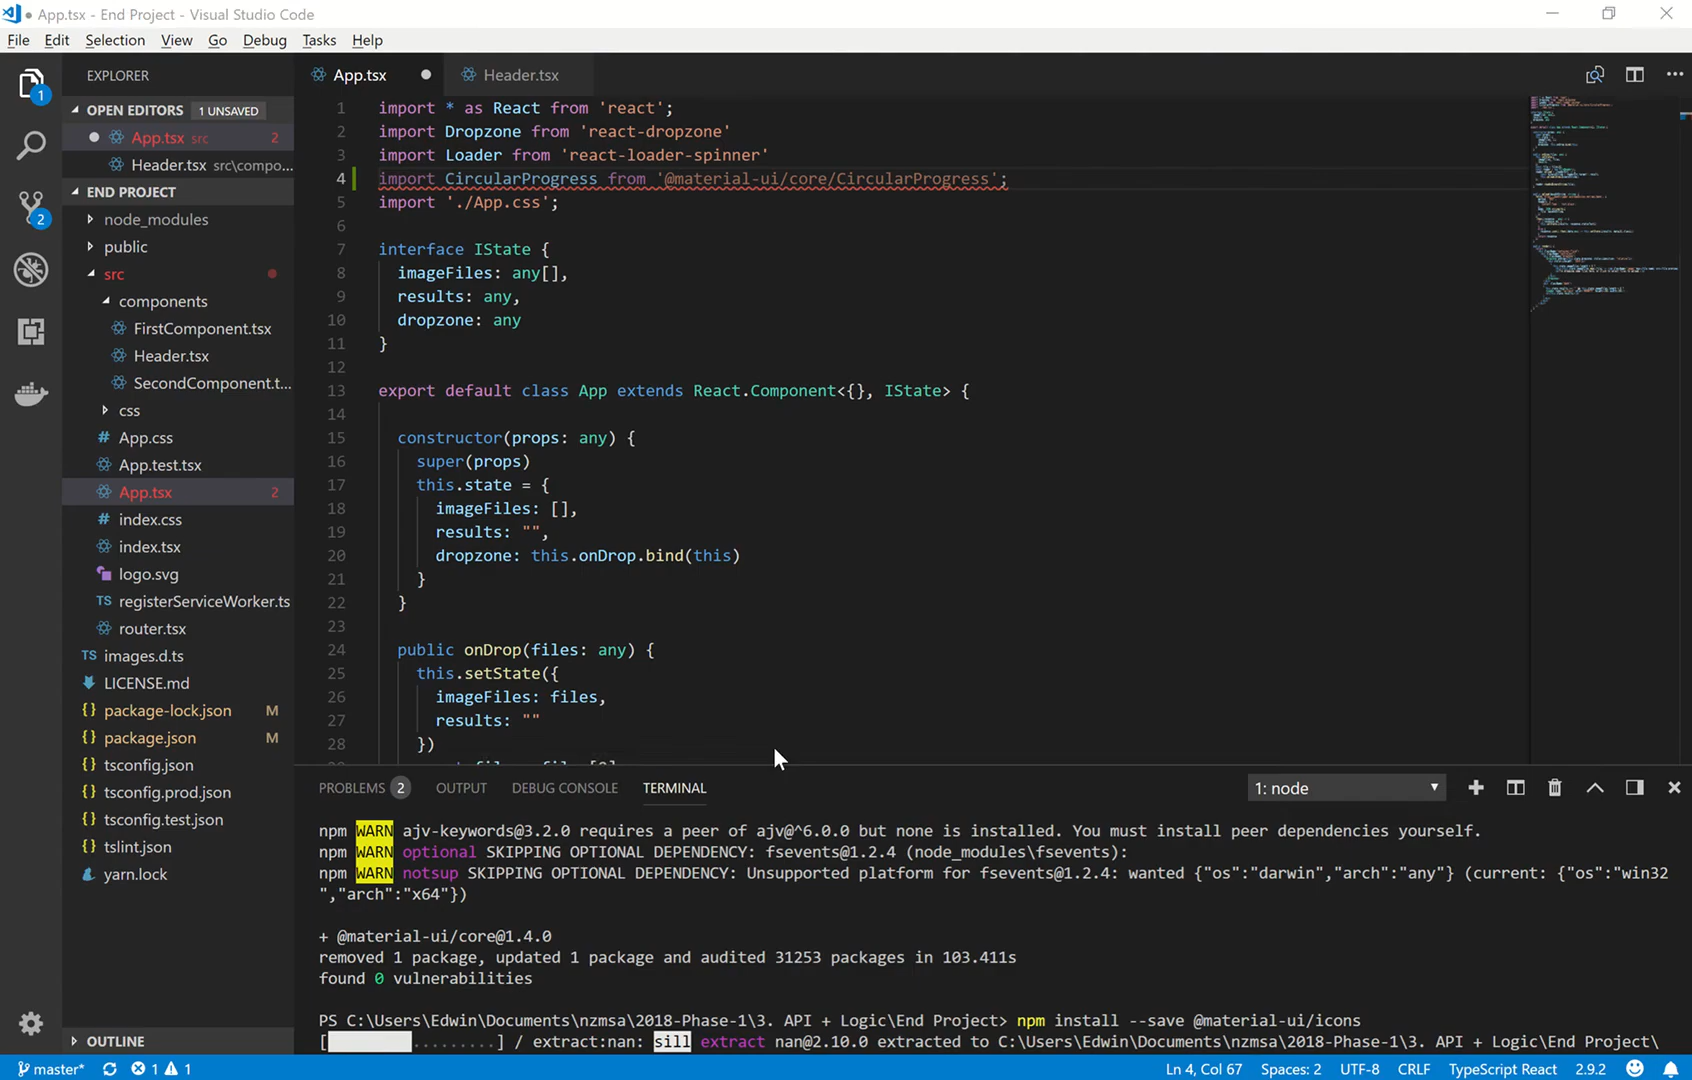 ● App.tsx - End Project - Visual Studio Code
File Edit Selection View Go Debug Tasks Help
1
2
EXPLORER
OPEN EDITORS 1 UNSAVED
App.tsx src 2
Header.tsx src\compo...
END PROJECT
node_modules
public
src
components
FirstComponent.tsx
Header.tsx
SecondComponent.t...
css
# App.css
App.test.tsx
App.tsx 2
# index.css
index.tsx
logo.svg
TS registerServiceWorker.ts
router.tsx
TS images.d.ts
LICENSE.md
{} package-lock.json M
{} package.json M
{} tsconfig.json
{} tsconfig.prod.json
{} tsconfig.test.json
{} tslint.json
yarn.lock
OUTLINE
App.tsx Header.tsx
1 import * as React from 'react';
2 import Dropzone from 'react-dropzone'
3 import Loader from 'react-loader-spinner'
4 import CircularProgress from '@material-ui/core/CircularProgress';
5 import './App.css';
6
7 interface IState {
8 imageFiles: any[],
9 results: any,
10 dropzone: any
11 }
12
13 export default class App extends React.Component<{}, IState> {
14
15 constructor(props: any) {
16 super(props)
17 this.state = {
18 imageFiles: [],
19 results: "",
20 dropzone: this.onDrop.bind(this)
21 }
22 }
23
24 public onDrop(files: any) {
25 this.setState({
26 imageFiles: files,
27 results: ""
28 })
PROBLEMS 2 OUTPUT DEBUG CONSOLE TERMINAL 1: node
npm WARN ajv-keywords@3.2.0 requires a peer of ajv@^6.0.0 but none is installed. You must install peer dependencies yourself.
npm WARN optional SKIPPING OPTIONAL DEPENDENCY: fsevents@1.2.4 (node_modules\fsevents):
npm WARN notsup SKIPPING OPTIONAL DEPENDENCY: Unsupported platform for fsevents@1.2.4: wanted {"os":"darwin","arch":"any"} (current: {"os":"win32
","arch":"x64"})
+ @material-ui/core@1.4.0
removed 1 package, updated 1 package and audited 31253 packages in 103.411s
found 0 vulnerabilities
PS C:\Users\Edwin\Documents\nzmsa\2018-Phase-1\3. API + Logic\End Project> npm install --save @material-ui/icons
[ .........] / extract:nan: sill extract nan@2.10.0 extracted to C:\Users\Edwin\Documents\nzmsa\2018-Phase-1\3. API + Logic\End Project\
master* 1 1 Ln 4, Col 67 Spaces: 2 UTF-8 CRLF TypeScript React 2.9.2